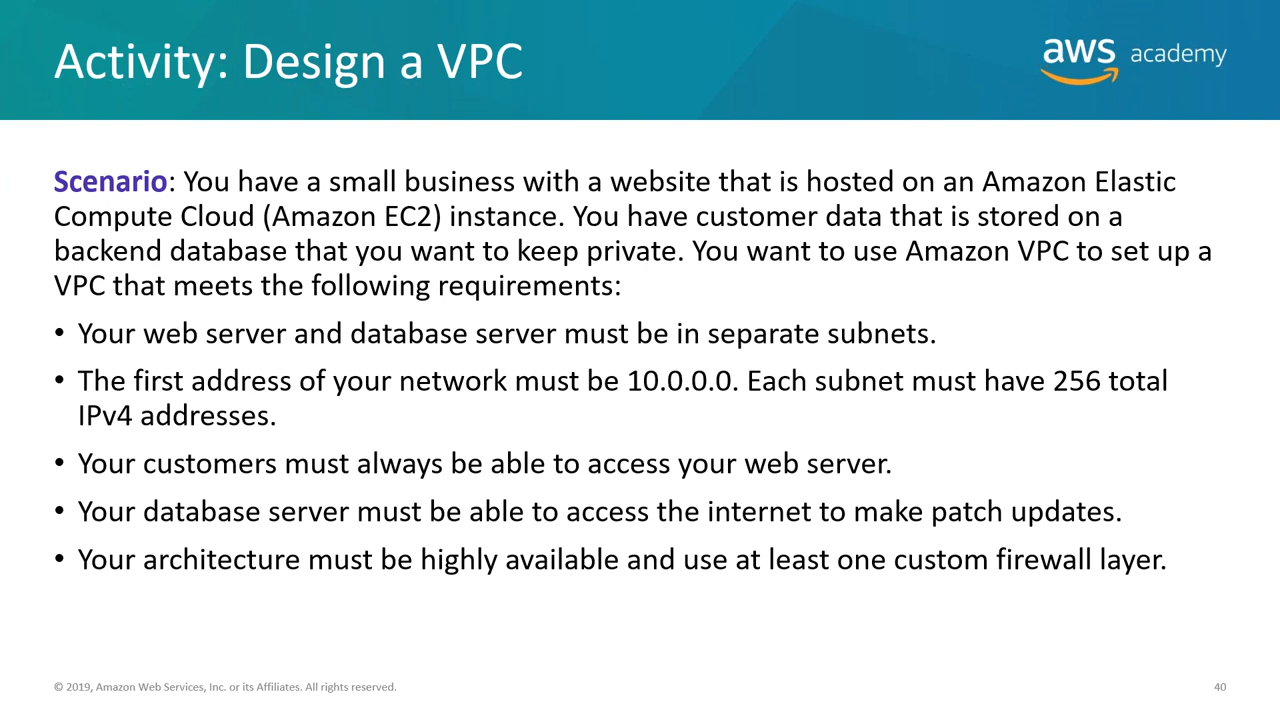 Activity: Design a VPC
aws academy
Scenario: You have a small business with a website that is hosted on an Amazon Elastic
Compute Cloud (Amazon EC2) instance. You have customer data that is stored on a
backend database that you want to keep private. You want to use Amazon VPC to set up a
VPC that meets the following requirements:
• Your web server and database server must be in separate subnets.
• The first address of your network must be 10.0.0.0. Each subnet must have 256 total
IPv4 addresses.
• Your customers must always be able to access your web server.
• Your database server must be able to access the internet to make patch updates.
• Your architecture must be highly available and use at least one custom firewall layer.
© 2019, Amazon Web Services, Inc. or its Affiliates. All rights reserved.
40